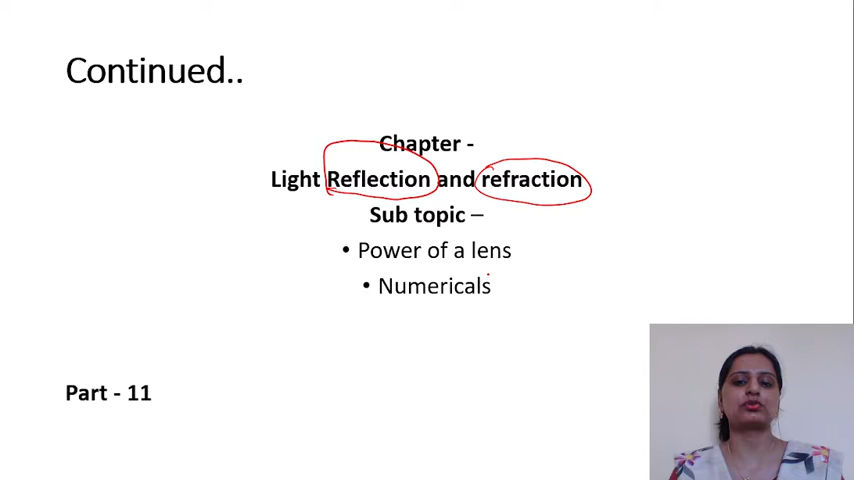 Continued..
Chapter -
Light Reflection and refraction
Sub topic –
• Power of a lens
• Numericals
Part - 11